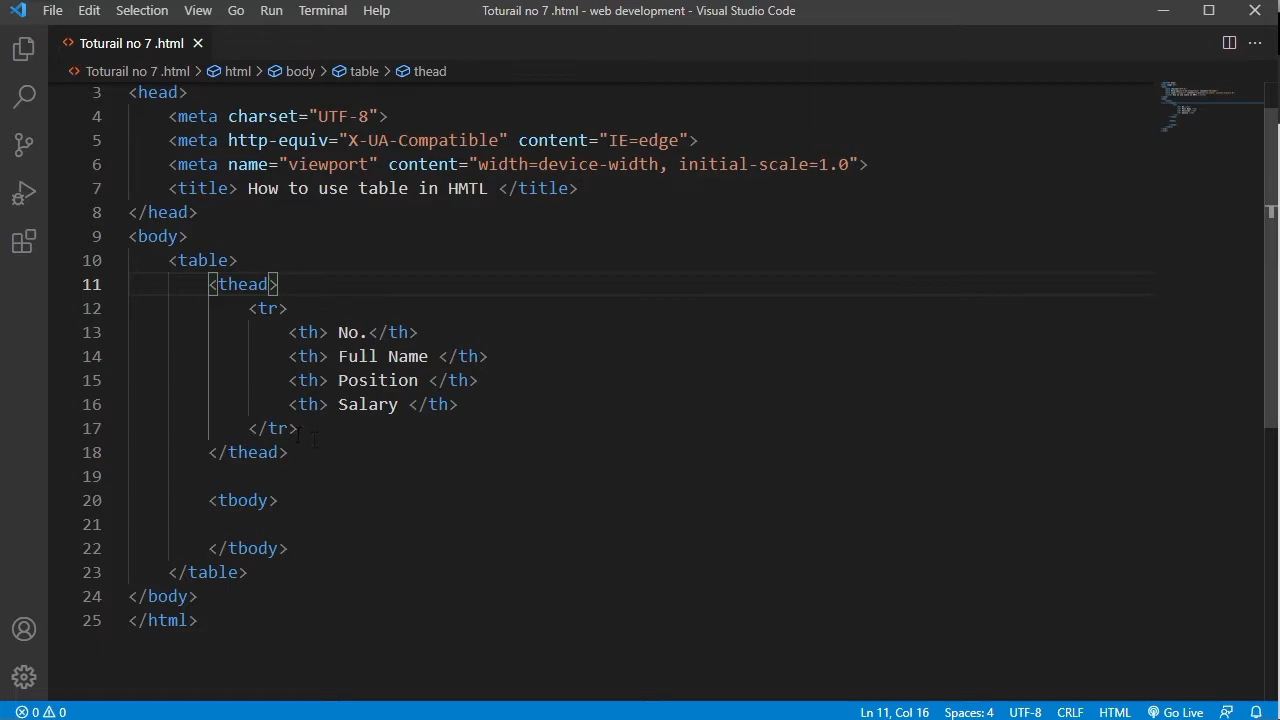 File Edit Selection View Go Run Terminal Help Toturail no 7 .html - web development - Visual Studio Code
Toturail no 7 .html
Toturail no 7 .html > html > body > table > thead
3 <head>
4 <meta charset="UTF-8">
5 <meta http-equiv="X-UA-Compatible" content="IE=edge">
6 <meta name="viewport" content="width=device-width, initial-scale=1.0">
7 <title> How to use table in HMTL </title>
8 </head>
9 <body>
10 <table>
11 <thead>
12 <tr>
13 <th> No.</th>
14 <th> Full Name </th>
15 <th> Position </th>
16 <th> Salary </th>
17 </tr>
18 </thead>
19
20 <tbody>
21
22 </tbody>
23 </table>
24 </body>
25 </html>
0 0 Ln 11, Col 16 Spaces: 4 UTF-8 CRLF HTML Go Live